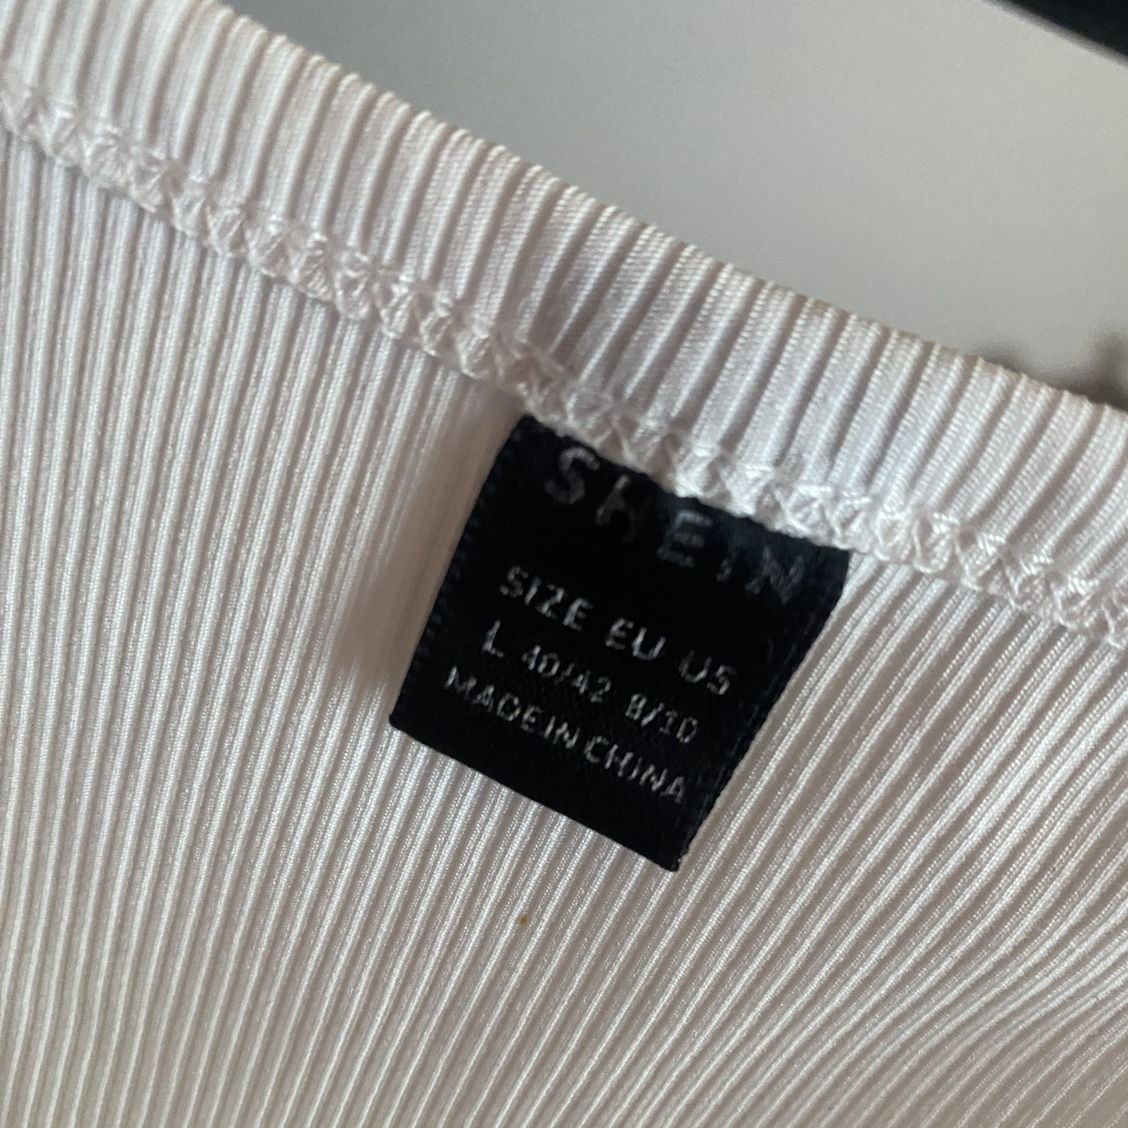 SHEIN
SIZE EU US
L 40/42 8/10
MADE IN CHINA